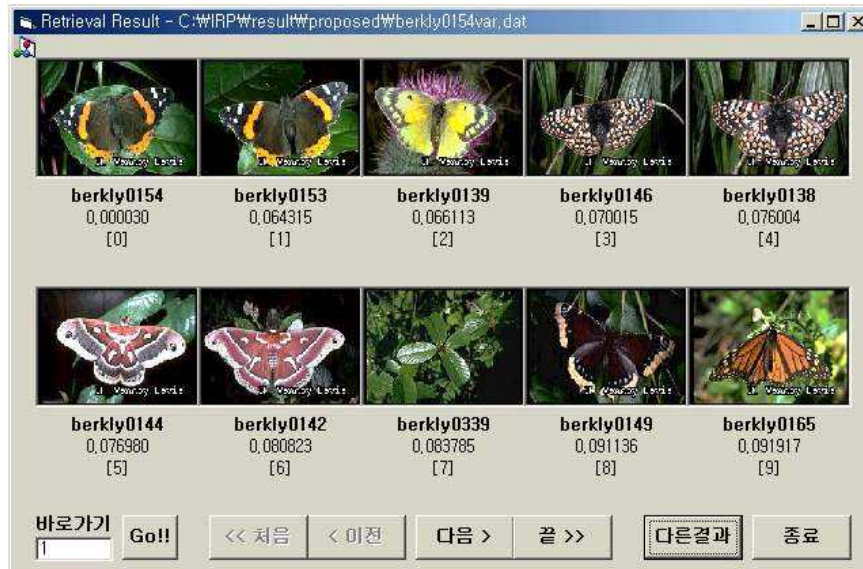 Retrieval Result - C:₩IRP₩result₩proposed₩berkly0154var,dat
berkly0154 berkly0153 berkly0139 berkly0146 berkly0138
0,000030 0,064315 0,066113 0,070015 0,076004
[0] [1] [2] [3] [4]
berkly0144 berkly0142 berkly0339 berkly0149 berkly0165
0,076980 0,080823 0,083785 0,091136 0,091917
[5] [6] [7] [8] [9]
바로가기
1
Go!!
<< 처음
< 이전
다음 >
끝 >>
다른결과
종료